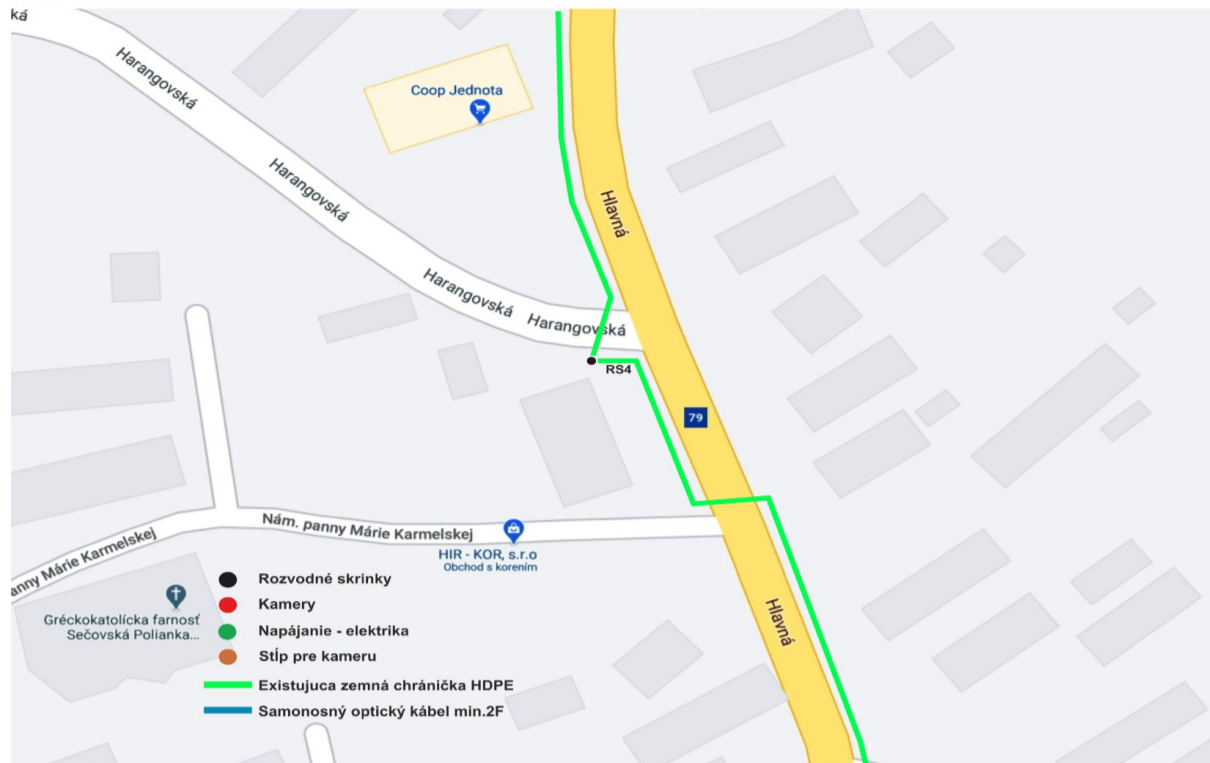 ká
Harangovská
Coop Jednota
Harangovská
Hlavná
Harangovská
Harangovská
RS4
79
Nám. panny Márie Karmelskej
anny Márie Karmelskej
HIR - KOR, s.r.o
Obchod s korením
Gréckokatolícka farnosť
Sečovská Polianka...
Hlavná
Rozvodné skrinky
Kamery
Napájanie - elektrika
Stĺp pre kameru
Existujuca zemná chránička HDPE
Samonosný optický kábel min.2F